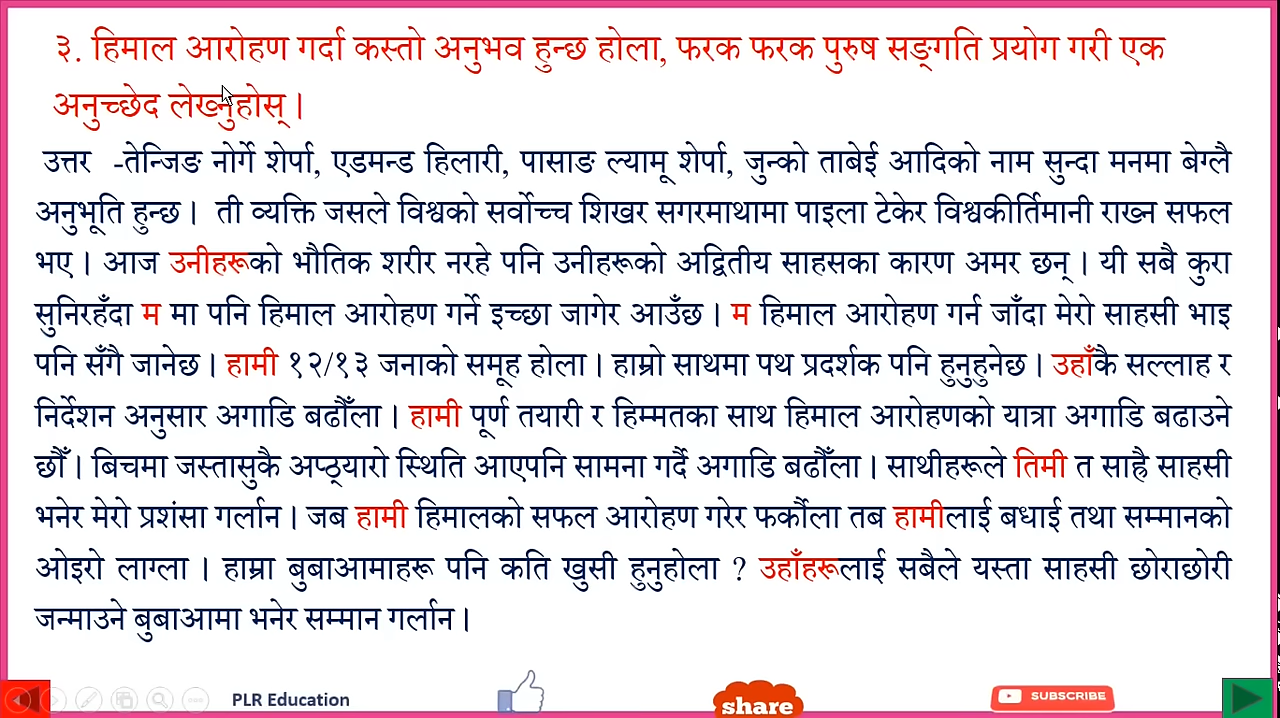 ३. हिमाल आरोहण गर्दा कस्तो अनुभव हुन्छ होला, फरक फरक पुरुष सङ्गति प्रयोग गरी एक
अनुच्छेद लेख्नुहोस् ।
उत्तर -तेन्जिङ नोर्गे शेर्पा, एडमन्ड हिलारी, पासाङ ल्यामू शेर्पा, जुन्को ताबेई आदिको नाम सुन्दा मनमा बेग्लै
अनुभूति हुन्छ । ती व्यक्ति जसले विश्वको सर्वोच्च शिखर सगरमाथामा पाइला टेकेर विश्वकीर्तिमानी राख्न सफल
भए । आज उनीहरूको भौतिक शरीर नरहे पनि उनीहरूको अद्वितीय साहसका कारण अमर छन् । यी सबै कुरा
सुनिरहँदा म मा पनि हिमाल आरोहण गर्ने इच्छा जागेर आउँछ । म हिमाल आरोहण गर्न जाँदा मेरो साहसी भाइ
पनि सँगै जानेछ । हामी १२/१३ जनाको समूह होला । हाम्रो साथमा पथ प्रदर्शक पनि हुनुहुनेछ । उहाँकै सल्लाह र
निर्देशन अनुसार अगाडि बढौँला । हामी पूर्ण तयारी र हिम्मतका साथ हिमाल आरोहणको यात्रा अगाडि बढाउने
छौँ । बिचमा जस्तासुकै अप्ठ्यारो स्थिति आएपनि सामना गर्दै अगाडि बढौँला । साथीहरूले तिमी त साह्रै साहसी
भनेर मेरो प्रशंसा गर्लान । जब हामी हिमालको सफल आरोहण गरेर फर्कौला तब हामीलाई बधाई तथा सम्मानको
ओइरो लाग्ला । हाम्रा बुबाआमाहरू पनि कति खुसी हुनुहोला ? उहाँहरूलाई सबैले यस्ता साहसी छोराछोरी
जन्माउने बुबाआमा भनेर सम्मान गर्लान ।
PLR Education
share
SUBSCRIBE